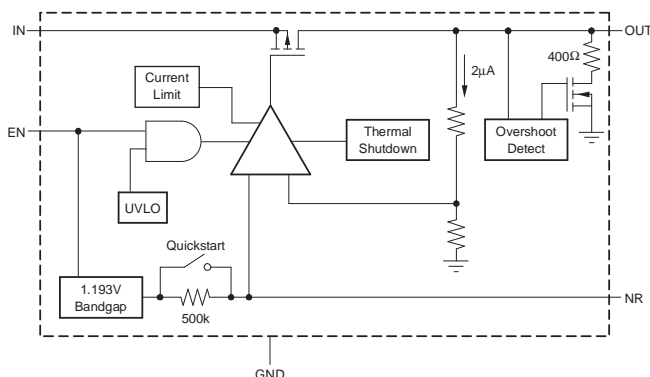 IN
OUT
400Ω
2μA
Current
Limit
EN
Thermal
Shutdown
Overshoot
Detect
UVLO
Quickstart
1.193V
Bandgap
500k
NR
GND